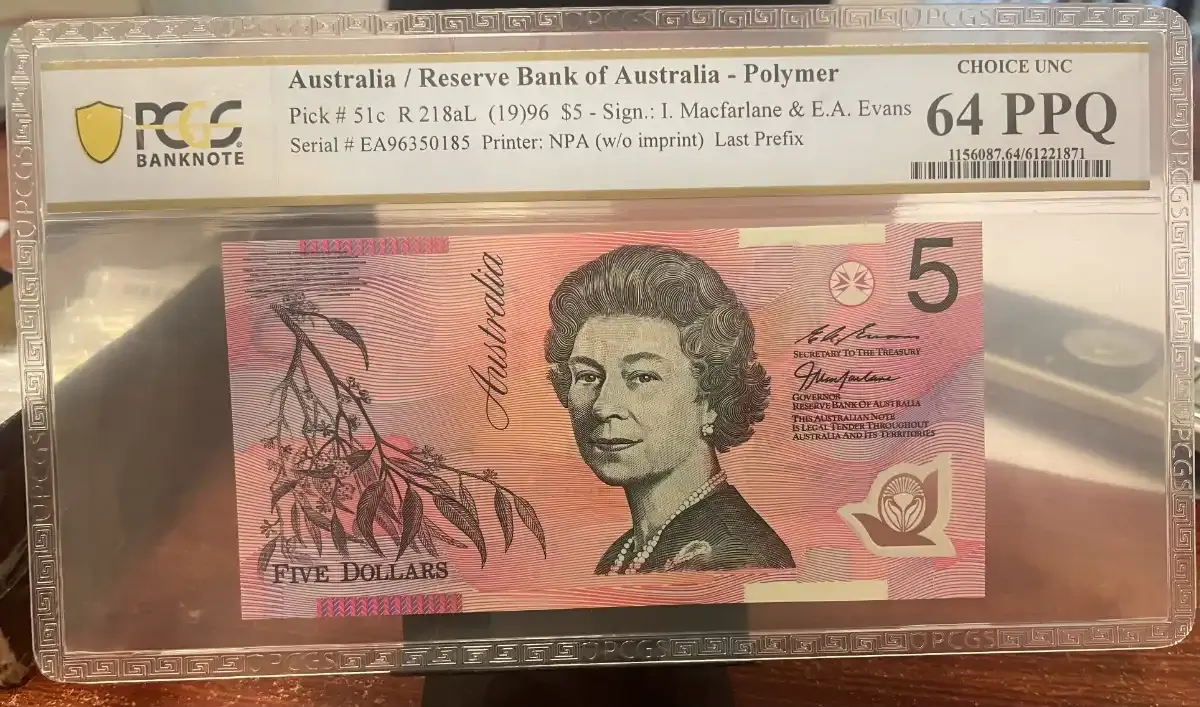 Australia / Reserve Bank of Australia - Polymer
Pick # 51c R 218aL (19)96 $5 - Sign.: I. Macfarlane & E.A. Evans
Serial # EA96350185 Printer: NPA (w/o imprint) Last Prefix
CHOICE UNC
64 PPQ
1156087.64/61221871
PCGS
BANKNOTE
Australia
5
SECRETARY TO THE TREASURY
GOVERNOR
RESERVE BANK OF AUSTRALIA
THIS AUSTRALIAN NOTE
IS LEGAL TENDER THROUGHOUT
AUSTRALIA AND ITS TERRITORIES
FIVE DOLLARS